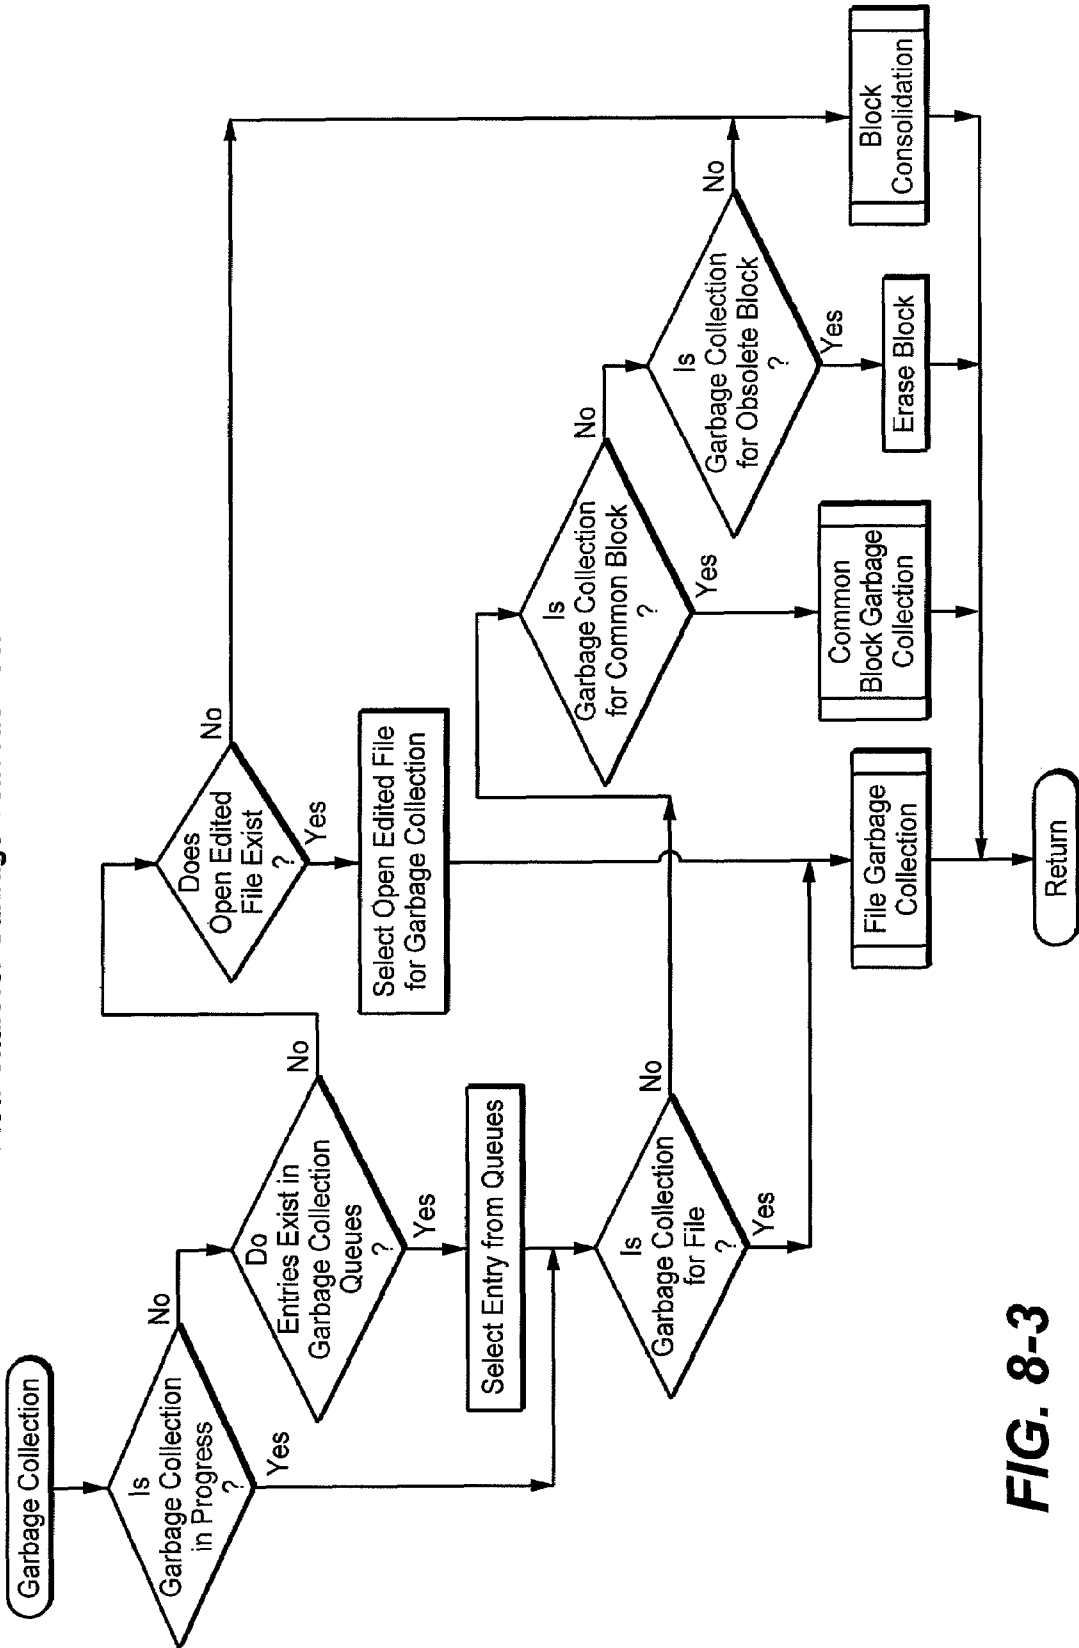 Garbage Collection
Is
Garbage Collection
in Progress
?
No
Yes
Do
Entries Exist in
Garbage Collection
Queues
?
No
Yes
Select Entry from Queues
Does
Open Edited
File Exist
?
No
Yes
Select Open Edited File
for Garbage Collection
Is
Garbage Collection
for File
?
No
Yes
Is
Garbage Collection
for Common Block
?
No
Yes
Is
Garbage Collection
for Obsolete Block
?
No
Yes
File Garbage
Collection
Common
Block Garbage
Collection
Erase Block
Block
Consolidation
Return
FIG. 8-3